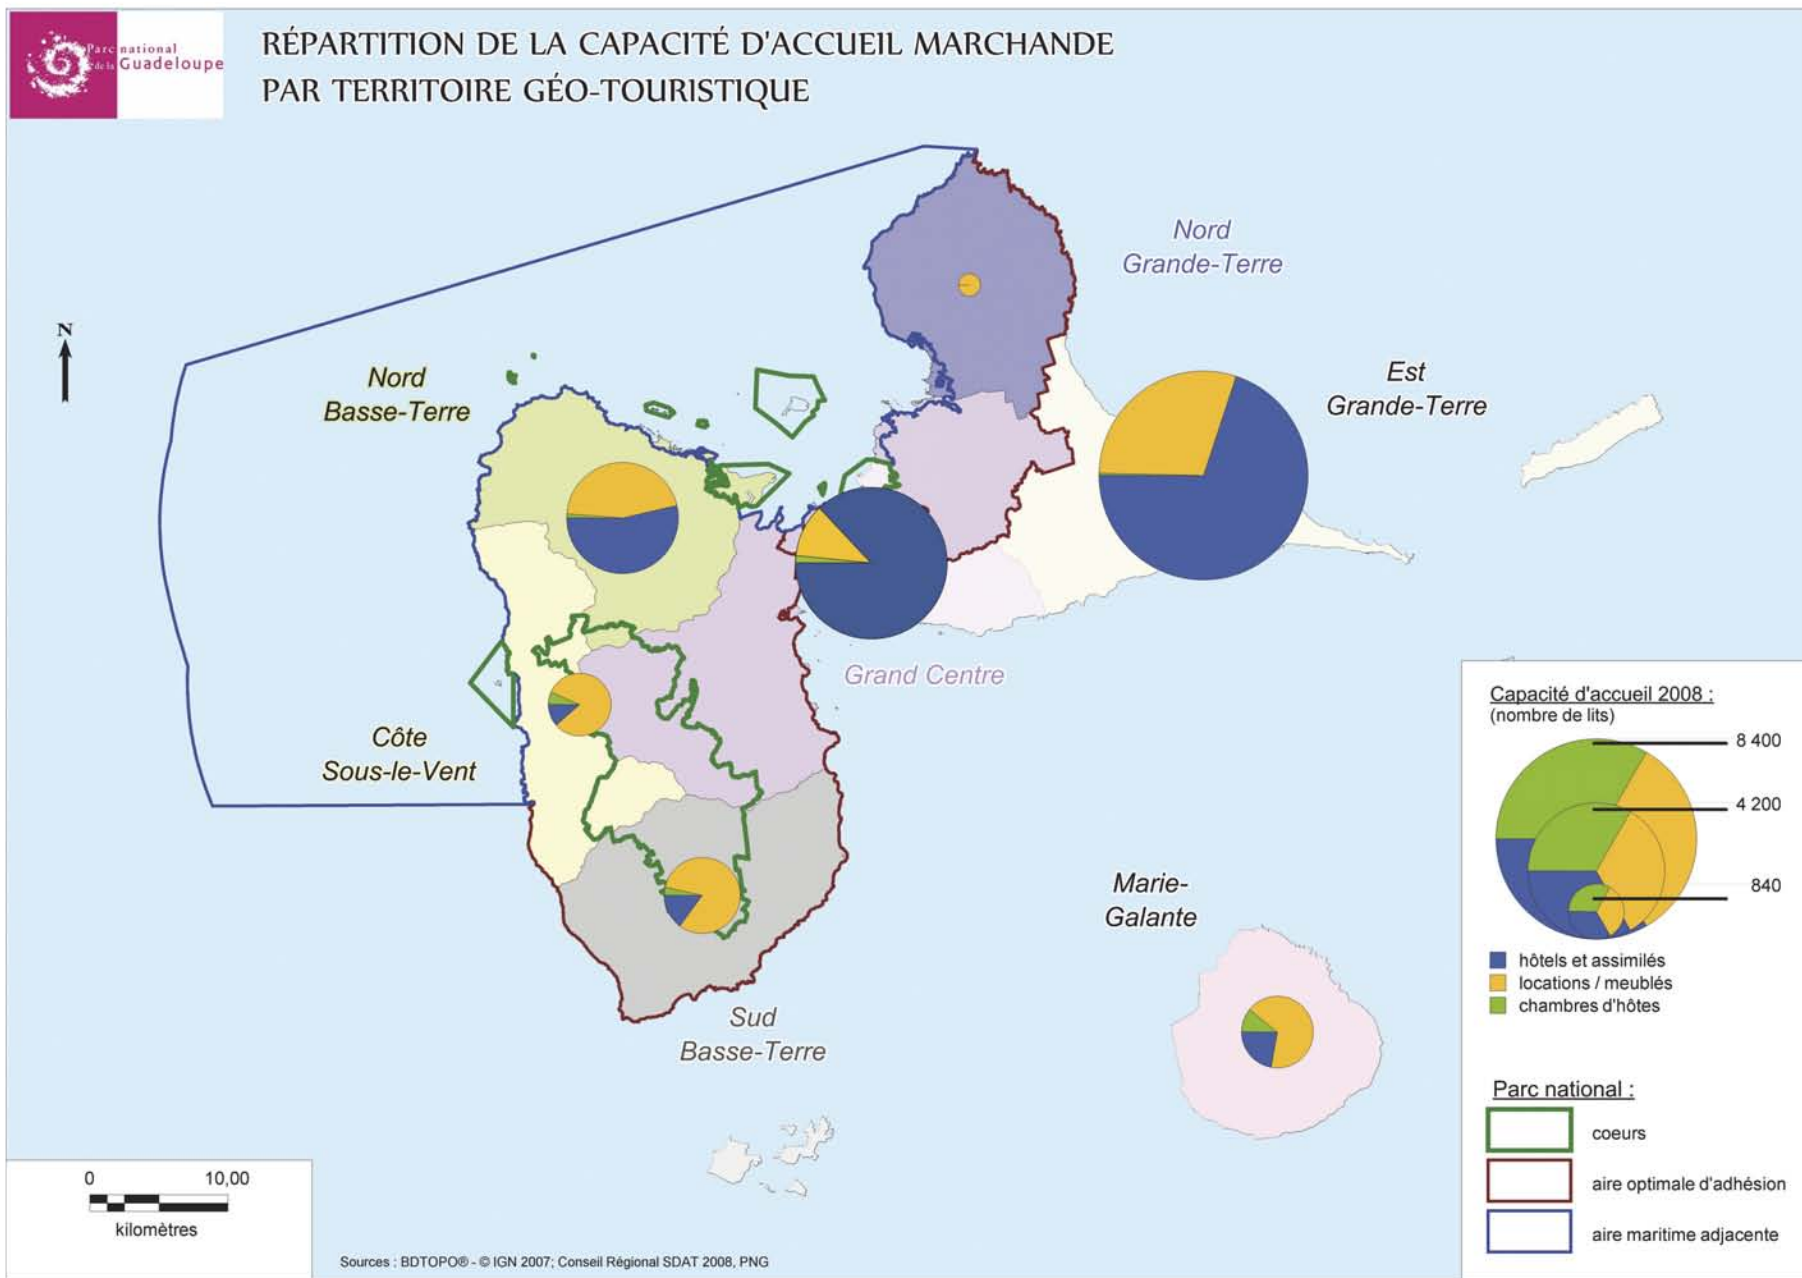 Parc national
de la Guadeloupe
RÉPARTITION DE LA CAPACITÉ D'ACCUEIL MARCHANDE
PAR TERRITOIRE GÉO-TOURISTIQUE
N
Nord
Grande-Terre
Nord
Basse-Terre
Est
Grande-Terre
Grand Centre
Côte
Sous-le-Vent
Marie-
Galante
Sud
Basse-Terre
Capacité d'accueil 2008 :
(nombre de lits)
8 400
4 200
840
hôtels et assimilés
locations / meublés
chambres d'hôtes
Parc national :
coeurs
aire optimale d'adhésion
aire maritime adjacente
0 10,00
kilomètres
Sources : BDTOPO® - © IGN 2007; Conseil Régional SDAT 2008, PNG